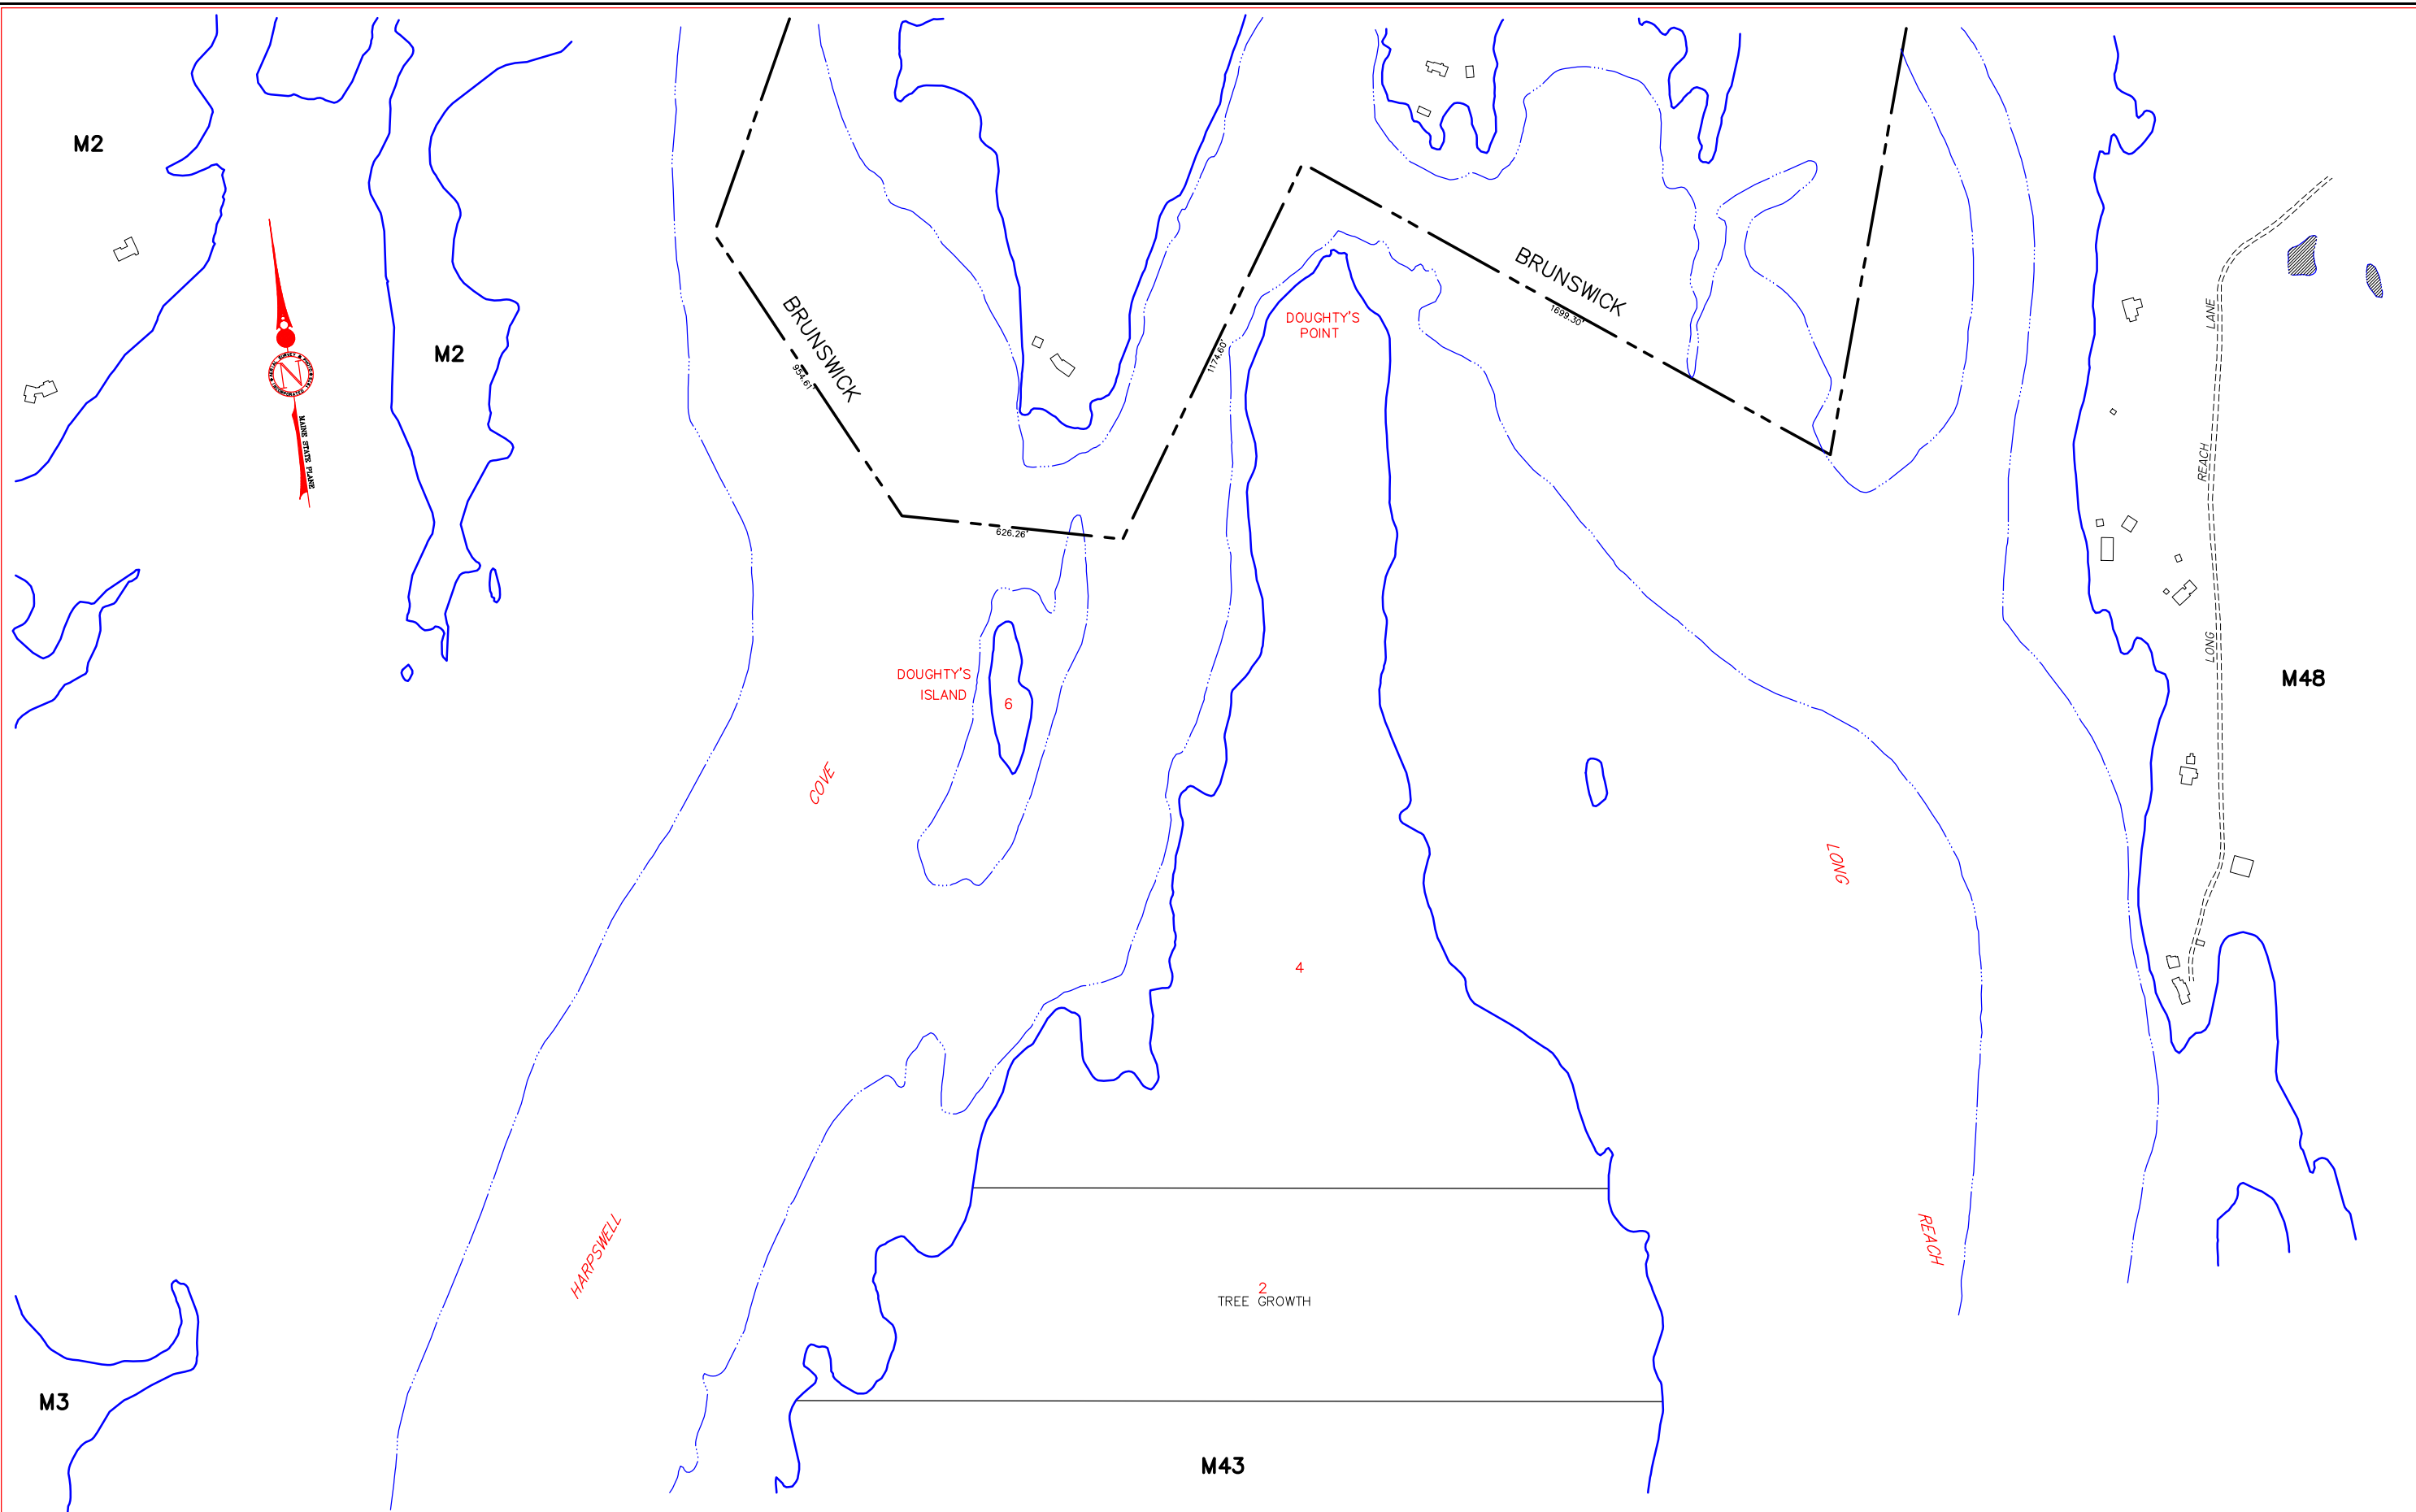 M2
BRUNSWICK
954.61'
BRUNSWICK
1699.30'
1174.60'
DOUGHTY'S
POINT
M2
N
MAINE STATE PLANE
626.26'
LONG REACH LANE
M48
DOUGHTY'S
ISLAND
6
HARPSWELL COVE
LONG REACH
4
2
TREE GROWTH
M3
M43